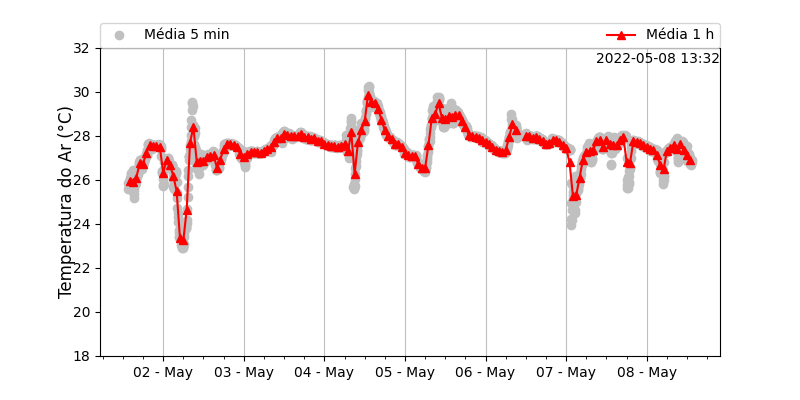 Média 5 min
Média 1 h
2022-05-08 13:32
Temperatura do Ar (°C)
32
30
28
26
24
22
20
18
02 - May
03 - May
04 - May
05 - May
06 - May
07 - May
08 - May